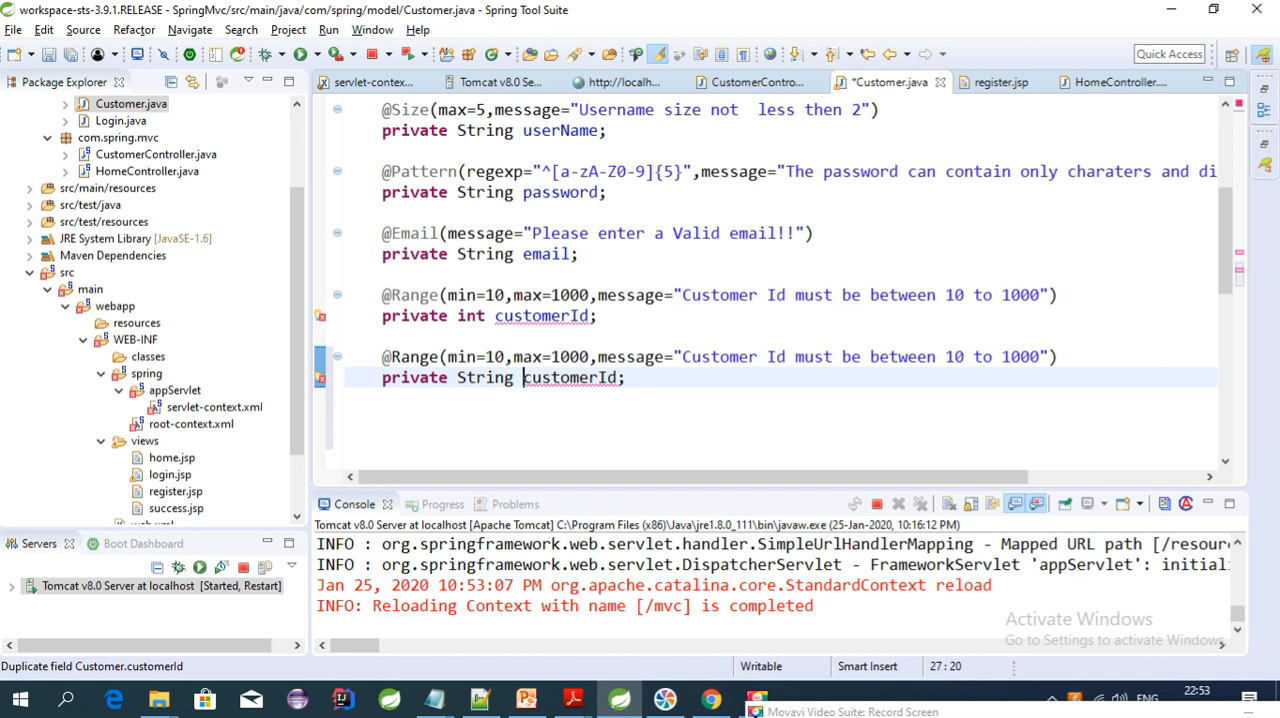 workspace-sts-3.9.1.RELEASE - SpringMvc/src/main/java/com/spring/model/Customer.java - Spring Tool Suite
File Edit Source Refactor Navigate Search Project Run Window Help
Quick Access
Package Explorer
servlet-contex...
Tomcat v8.0 Se...
http://localh...
CustomerContro...
*Customer.java
register.jsp
HomeController....
Customer.java
Login.java
com.spring.mvc
CustomerController.java
HomeController.java
src/main/resources
src/test/java
src/test/resources
JRE System Library [JavaSE-1.6]
Maven Dependencies
src
main
webapp
resources
WEB-INF
classes
spring
appServlet
servlet-context.xml
root-context.xml
views
home.jsp
login.jsp
register.jsp
success.jsp
web.xml
@Size(max=5,message="Username size not  less then 2")
private String userName;
@Pattern(regexp="^[a-zA-Z0-9]{5}",message="The password can contain only charaters and di
private String password;
@Email(message="Please enter a Valid email!!")
private String email;
@Range(min=10,max=1000,message="Customer Id must be between 10 to 1000")
private int customerId;
@Range(min=10,max=1000,message="Customer Id must be between 10 to 1000")
private String customerId;
Servers
Boot Dashboard
Tomcat v8.0 Server at localhost [Started, Restart]
Console
Progress
Problems
Tomcat v8.0 Server at localhost [Apache Tomcat] C:\Program Files (x86)\Java\jre1.8.0_111\bin\javaw.exe (25-Jan-2020, 10:16:12 PM)
INFO : org.springframework.web.servlet.handler.SimpleUrlHandlerMapping - Mapped URL path [/resour
INFO : org.springframework.web.servlet.DispatcherServlet - FrameworkServlet 'appServlet': initiali
Jan 25, 2020 10:53:07 PM org.apache.catalina.core.StandardContext reload
INFO: Reloading Context with name [/mvc] is completed
Activate Windows
Go to Settings to activate Windows.
Duplicate field Customer.customerId
Writable
Smart Insert
27 : 20
ENG
22:53
Movavi Video Suite: Record Screen